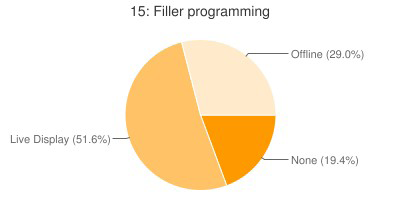 15: Filler programming
Offline (29.0%)
Live Display (51.6%)
None (19.4%)